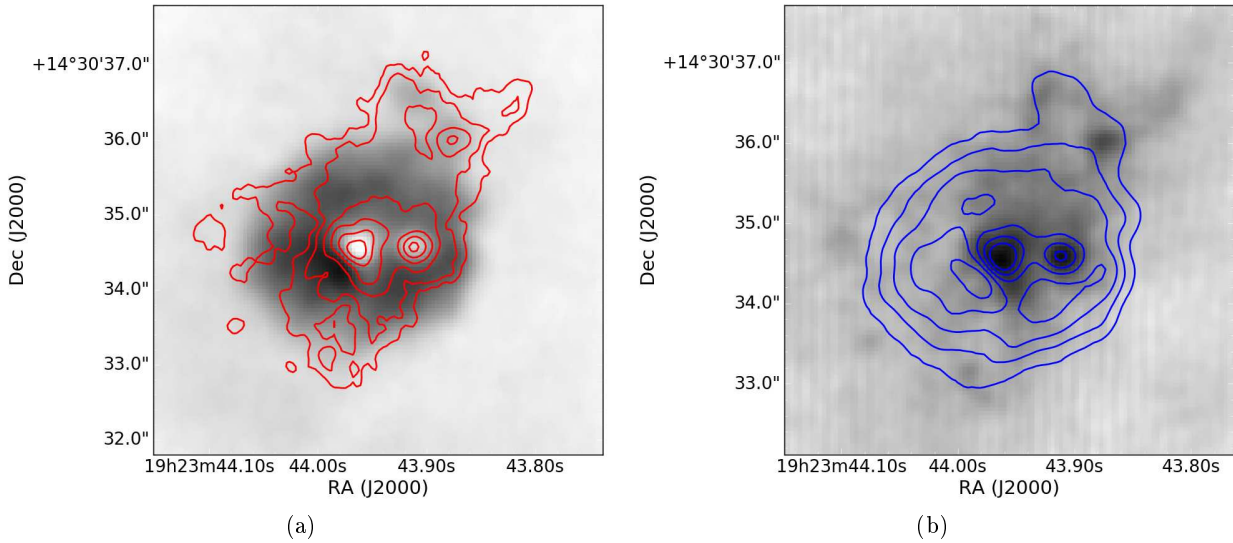 +14°30'37.0"
36.0"
35.0"
34.0"
33.0"
32.0"
Dec (J2000)
19h23m44.10s 44.00s 43.90s 43.80s
RA (J2000)
(a)
+14°30'37.0"
36.0"
35.0"
34.0"
33.0"
Dec (J2000)
19h23m44.10s 44.00s 43.90s 43.80s
RA (J2000)
(b)